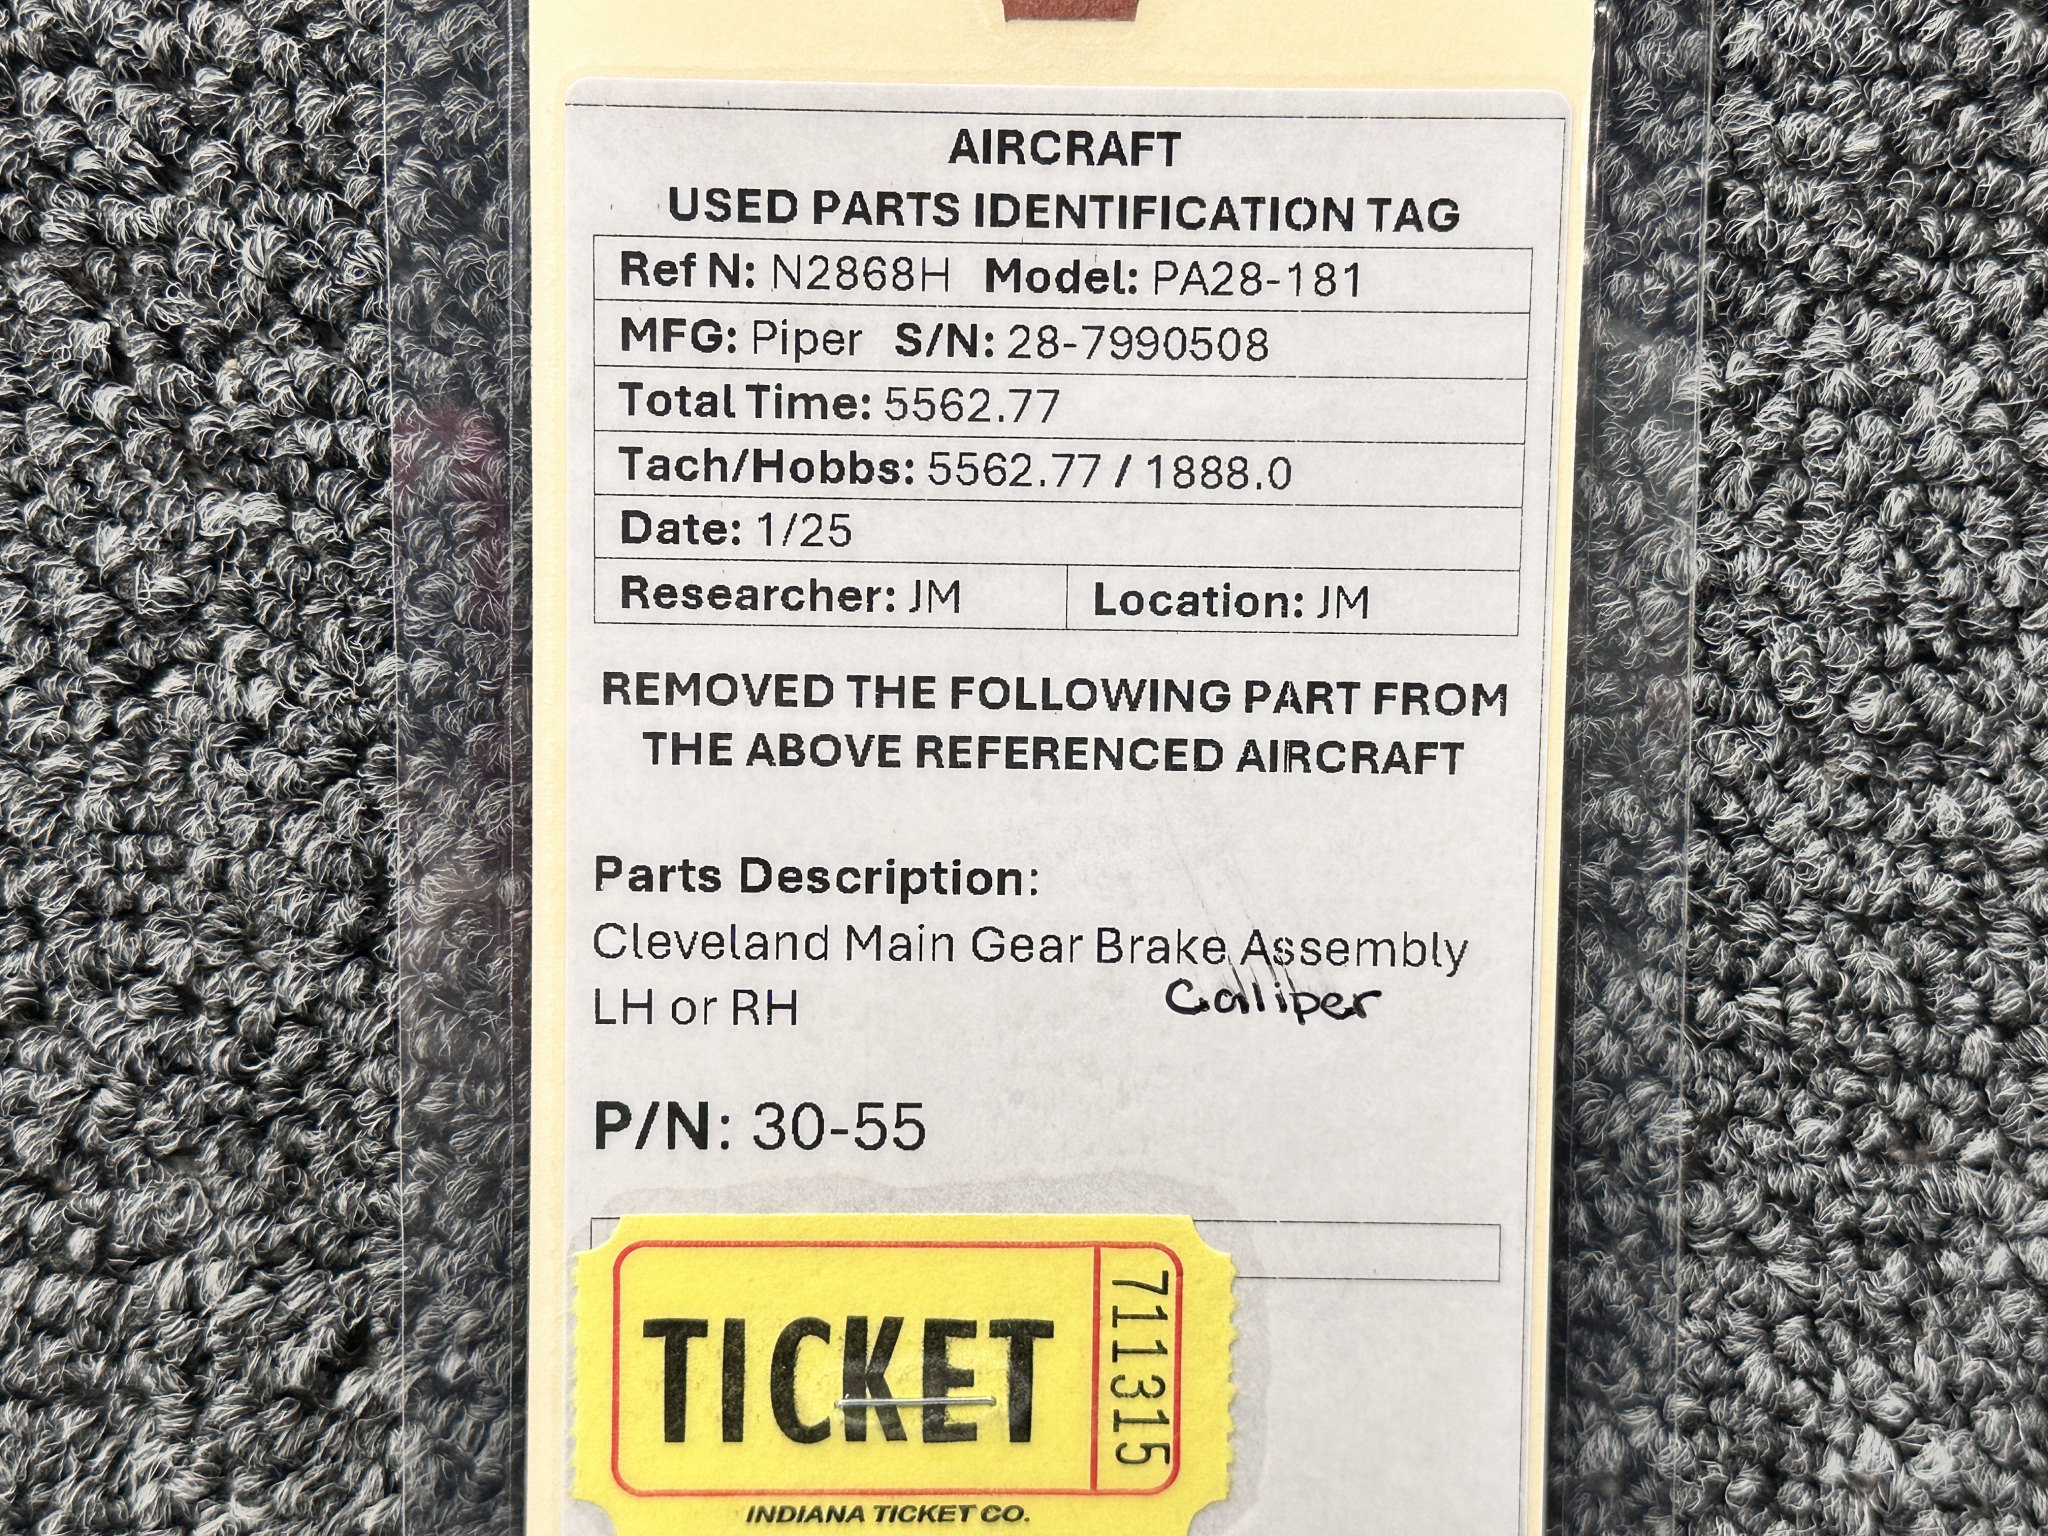 AIRCRAFT
USED PARTS IDENTIFICATION TAG
Ref N: N2868H Model: PA28-181
MFG: Piper S/N: 28-7990508
Total Time: 5562.77
Tach/Hobbs: 5562.77 / 1888.0
Date: 1/25
Researcher: JM Location: JM
REMOVED THE FOLLOWING PART FROM
THE ABOVE REFERENCED AIRCRAFT
Parts Description:
Cleveland Main Gear Brake Assembly
LH or RH Caliper
P/N: 30-55
TICKET 711315
INDIANA TICKET CO.